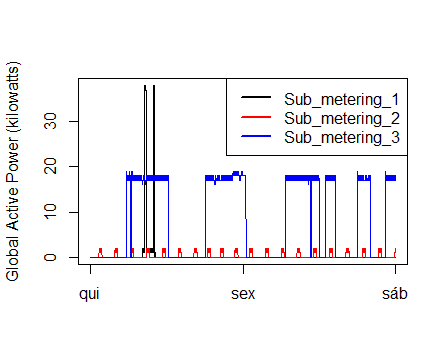 Global Active Power (kilowatts)
Sub_metering_1
Sub_metering_2
Sub_metering_3
30
20
10
0
qui sex sáb